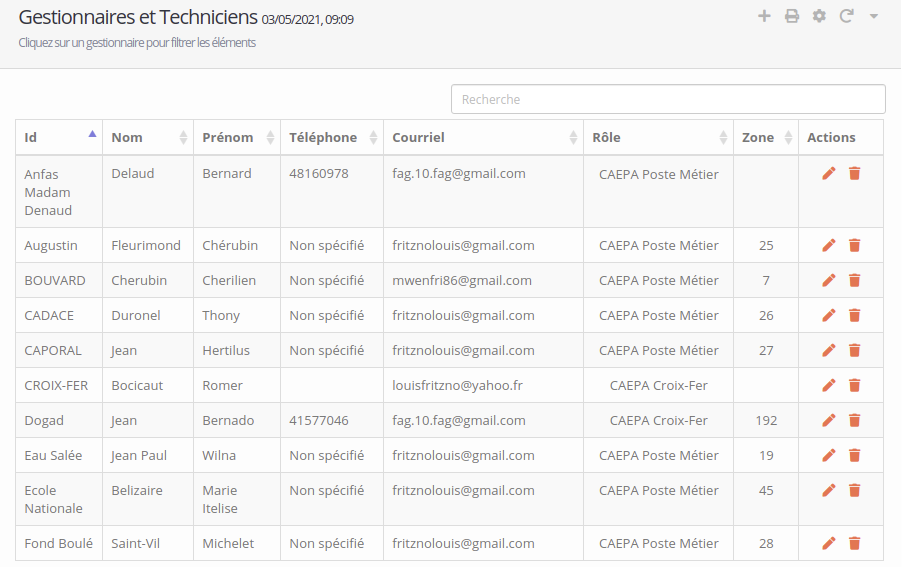 Gestionnaires et Techniciens 03/05/2021, 09:09
Cliquez sur un gestionnaire pour filtrer les éléments
Recherche
Id Nom Prénom Téléphone Courriel Rôle Zone Actions
Anfas Madam Denaud Delaud Bernard 48160978 fag.10.fag@gmail.com CAEPA Poste Métier
Augustin Fleurimond Chérubin Non spécifié fritznolouis@gmail.com CAEPA Poste Métier 25
BOUVARD Cherubin Cherilien Non spécifié mwenfri86@gmail.com CAEPA Poste Métier 7
CADACE Duronel Thony Non spécifié fritznolouis@gmail.com CAEPA Poste Métier 26
CAPORAL Jean Hertilus Non spécifié fritznolouis@gmail.com CAEPA Poste Métier 27
CROIX-FER Bocicaut Romer louisfritzno@yahoo.fr CAEPA Croix-Fer
Dogad Jean Bernado 41577046 fag.10.fag@gmail.com CAEPA Croix-Fer 192
Eau Salée Jean Paul Wilna Non spécifié fritznolouis@gmail.com CAEPA Poste Métier 19
Ecole Nationale Belizaire Marie Itelise Non spécifié fritznolouis@gmail.com CAEPA Poste Métier 45
Fond Boulé Saint-Vil Michelet Non spécifié fritznolouis@gmail.com CAEPA Poste Métier 28